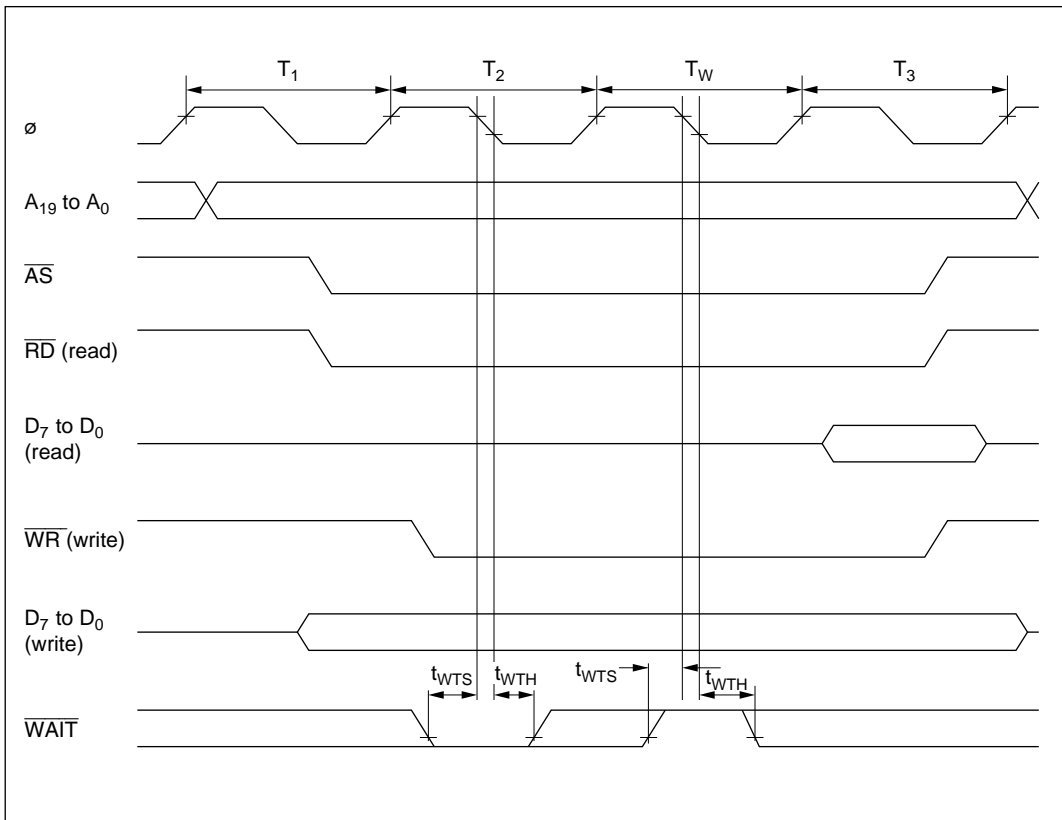 T1 T2 TW T3
ø
A19 to A0
AS
RD (read)
D7 to D0
(read)
WR (write)
D7 to D0
(write)
tWTS tWTH tWTS tWTH
WAIT